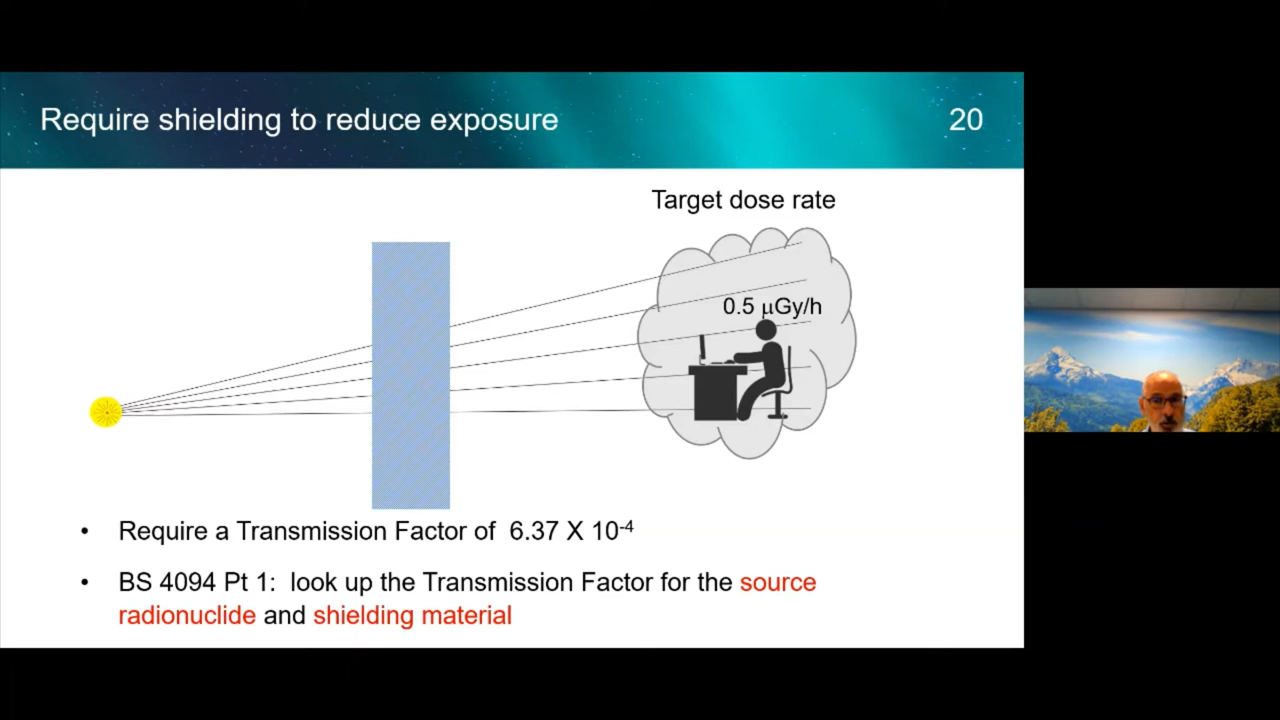 Require shielding to reduce exposure 20
Target dose rate
0.5 μGy/h
• Require a Transmission Factor of 6.37 X 10⁻⁴
• BS 4094 Pt 1: look up the Transmission Factor for the source
radionuclide and shielding material